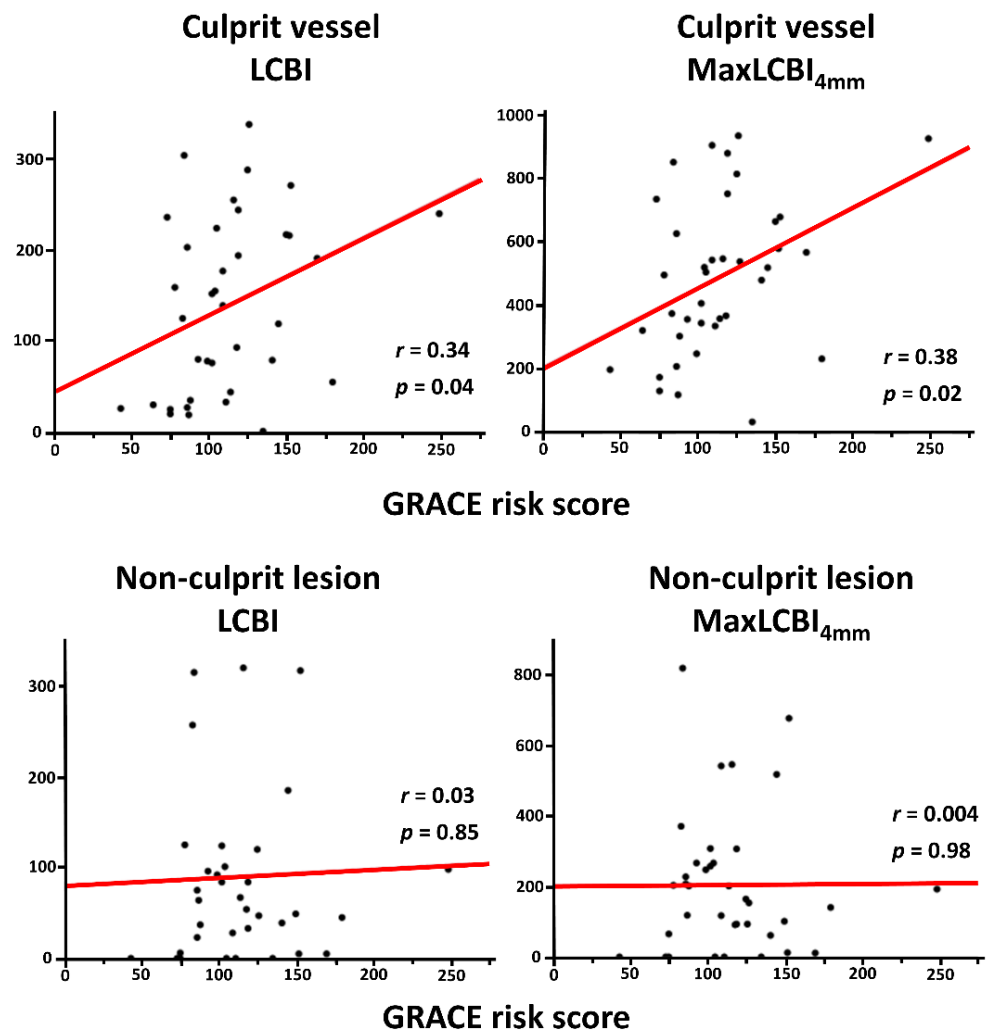 Culprit vessel
LCBI
Culprit vessel
MaxLCBI4mm
300
200
100
0
0
50
100
150
200
250
r = 0.34
p = 0.04
1000
800
600
400
200
0
0
50
100
150
200
250
r = 0.38
p = 0.02
GRACE risk score
Non-culprit lesion
LCBI
Non-culprit lesion
MaxLCBI4mm
300
200
100
0
0
50
100
150
200
250
r = 0.03
p = 0.85
800
600
400
200
0
0
50
100
150
200
250
r = 0.004
p = 0.98
GRACE risk score